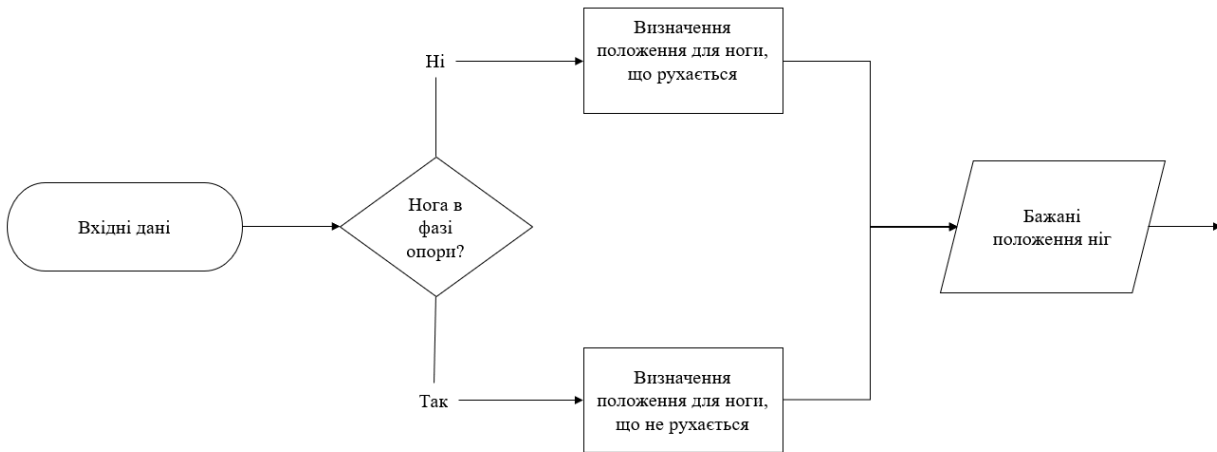 Визначення
положення для ноги,
що рухається
Ні
Вхідні дані
Нога в
фазі
опори?
Бажані
положення ніг
Так
Визначення
положення для ноги,
що не рухається